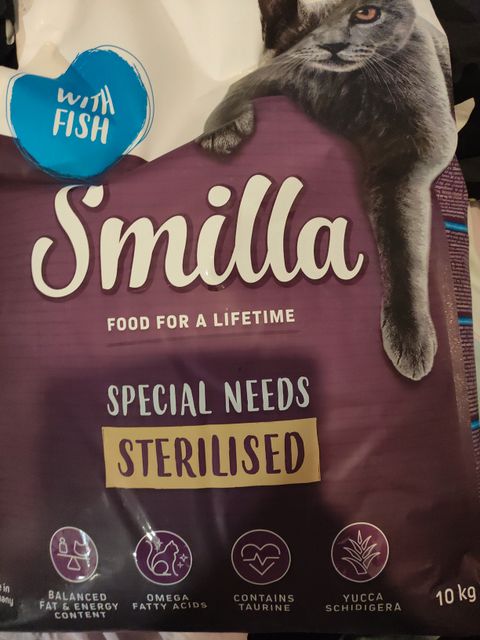 WITH
FISH
Smilla
FOOD FOR A LIFETIME
SPECIAL NEEDS
STERILISED
BALANCED
FAT & ENERGY
CONTENT
OMEGA
FATTY ACIDS
CONTAINS
TAURINE
YUCCA
SCHIDIGERA
10 kg